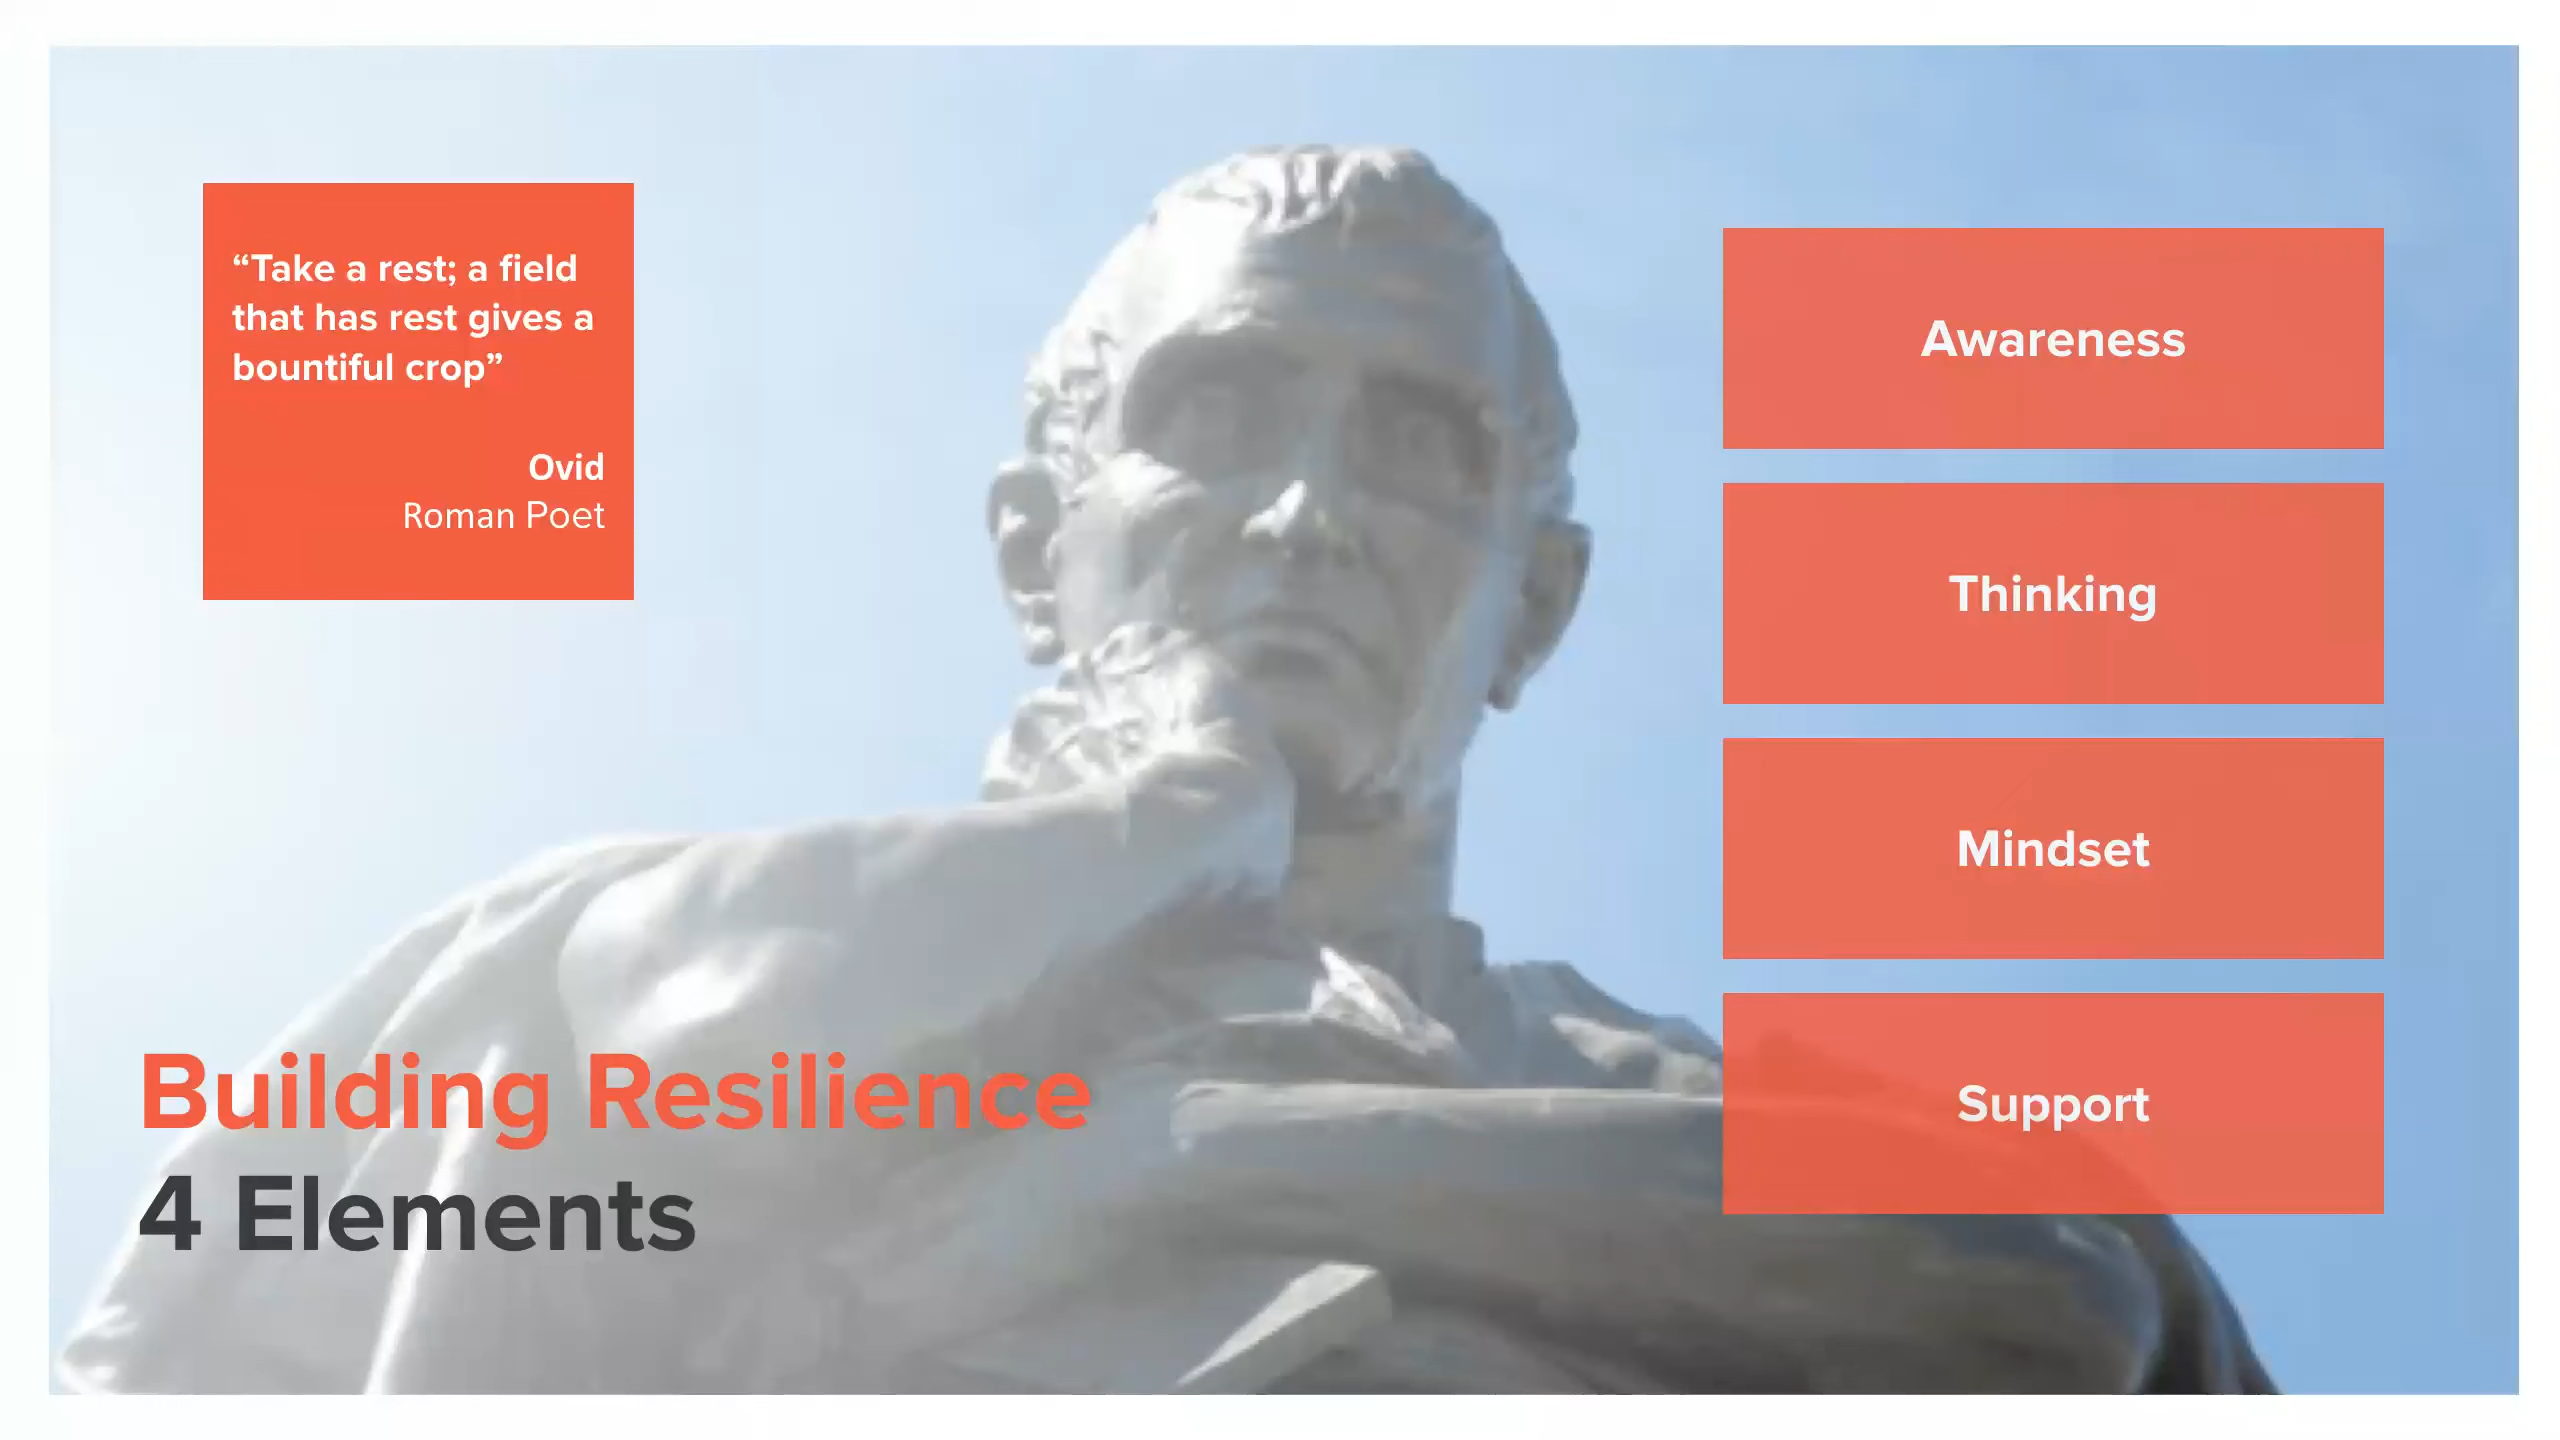 “Take a rest; a field
that has rest gives a
bountiful crop”
Ovid
Roman Poet
Building Resilience
4 Elements
Awareness
Thinking
Mindset
Support